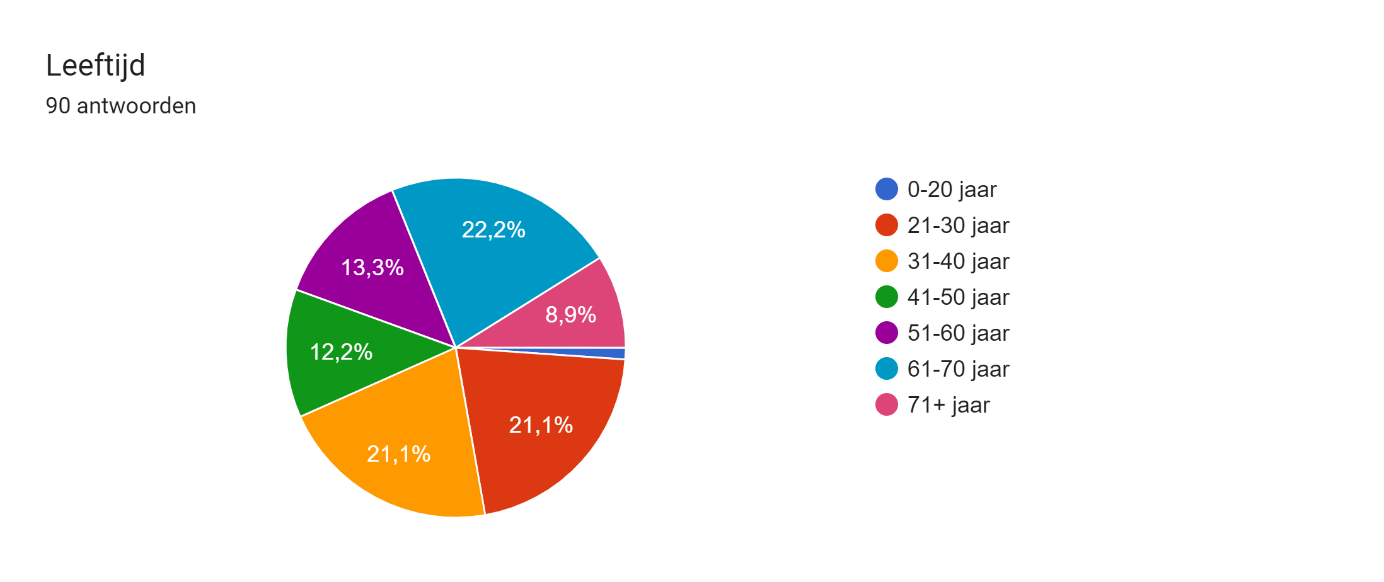 Leeftijd
90 antwoorden
22,2%
13,3%
8,9%
12,2%
21,1%
21,1%
0-20 jaar
21-30 jaar
31-40 jaar
41-50 jaar
51-60 jaar
61-70 jaar
71+ jaar